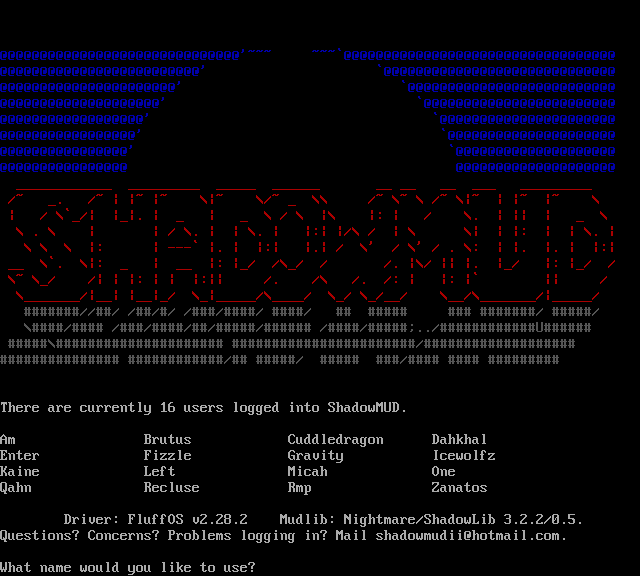 SHADOWMUD
There are currently 16 users logged into ShadowMUD.
Am Brutus Cuddledragon Dahkhal
Enter Fizzle Gravity Icewolfz
Kaine Left Micah One
Qahn Recluse Rmp Zanatos
Driver: FluffOS v2.28.2 Mudlib: Nightmare/ShadowLib 3.2.2/0.5.
Questions? Concerns? Problems logging in? Mail shadowmudii@hotmail.com.
What name would you like to use?